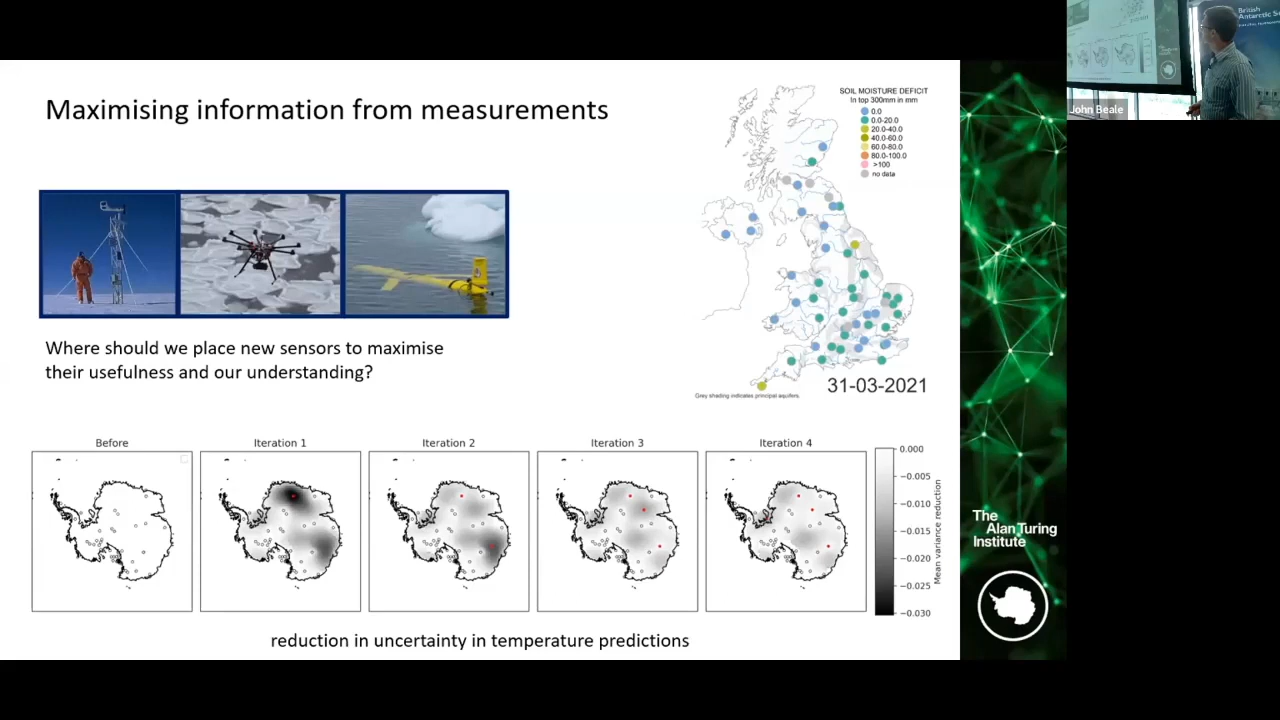 Maximising information from measurements
SOIL MOISTURE DEFICIT
In top 300mm in mm
0.0
0.0-20.0
20.0-40.0
40.0-60.0
60.0-80.0
80.0-100.0
>100
no data
31-03-2021
Grey shading indicates principal aquifers.
Where should we place new sensors to maximise
their usefulness and our understanding?
Before
Iteration 1
Iteration 2
Iteration 3
Iteration 4
0.000
−0.005
−0.010
−0.015
−0.020
−0.025
−0.030
Mean variance reduction
reduction in uncertainty in temperature predictions
The
Alan Turing
Institute
British
Antarctic
John Beale